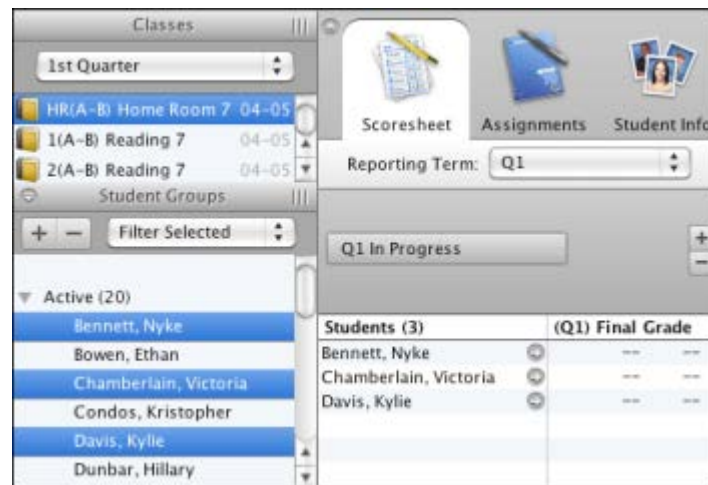 Classes
1st Quarter
HR(A-B) Home Room 7 04-05
1(A-B) Reading 7 04-05
2(A-B) Reading 7 04-05
Student Groups
+ − Filter Selected
Active (20)
Bennett, Nyke
Bowen, Ethan
Chamberlain, Victoria
Condos, Kristopher
Davis, Kylie
Dunbar, Hillary
Scoresheet Assignments Student Info
Reporting Term: Q1
Q1 In Progress
+
−
Students (3) (Q1) Final Grade
Bennett, Nyke -- --
Chamberlain, Victoria -- --
Davis, Kylie -- --